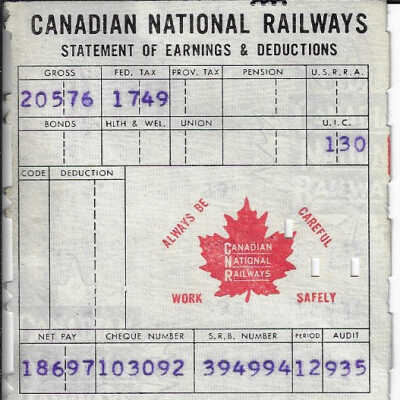 CANADIAN NATIONAL RAILWAYS
STATEMENT OF EARNINGS & DEDUCTIONS
GROSS FED. TAX PROV. TAX PENSION U.S.R.R.A.
20576 1749
BONDS HLTH & WEL. UNION U.I.C.
130
CODE DEDUCTION
ALWAYS BE CAREFUL
CANADIAN
NATIONAL
RAILWAYS
WORK SAFELY
NET PAY CHEQUE NUMBER S.R.B. NUMBER PERIOD AUDIT
18697 103092 394994 12 935